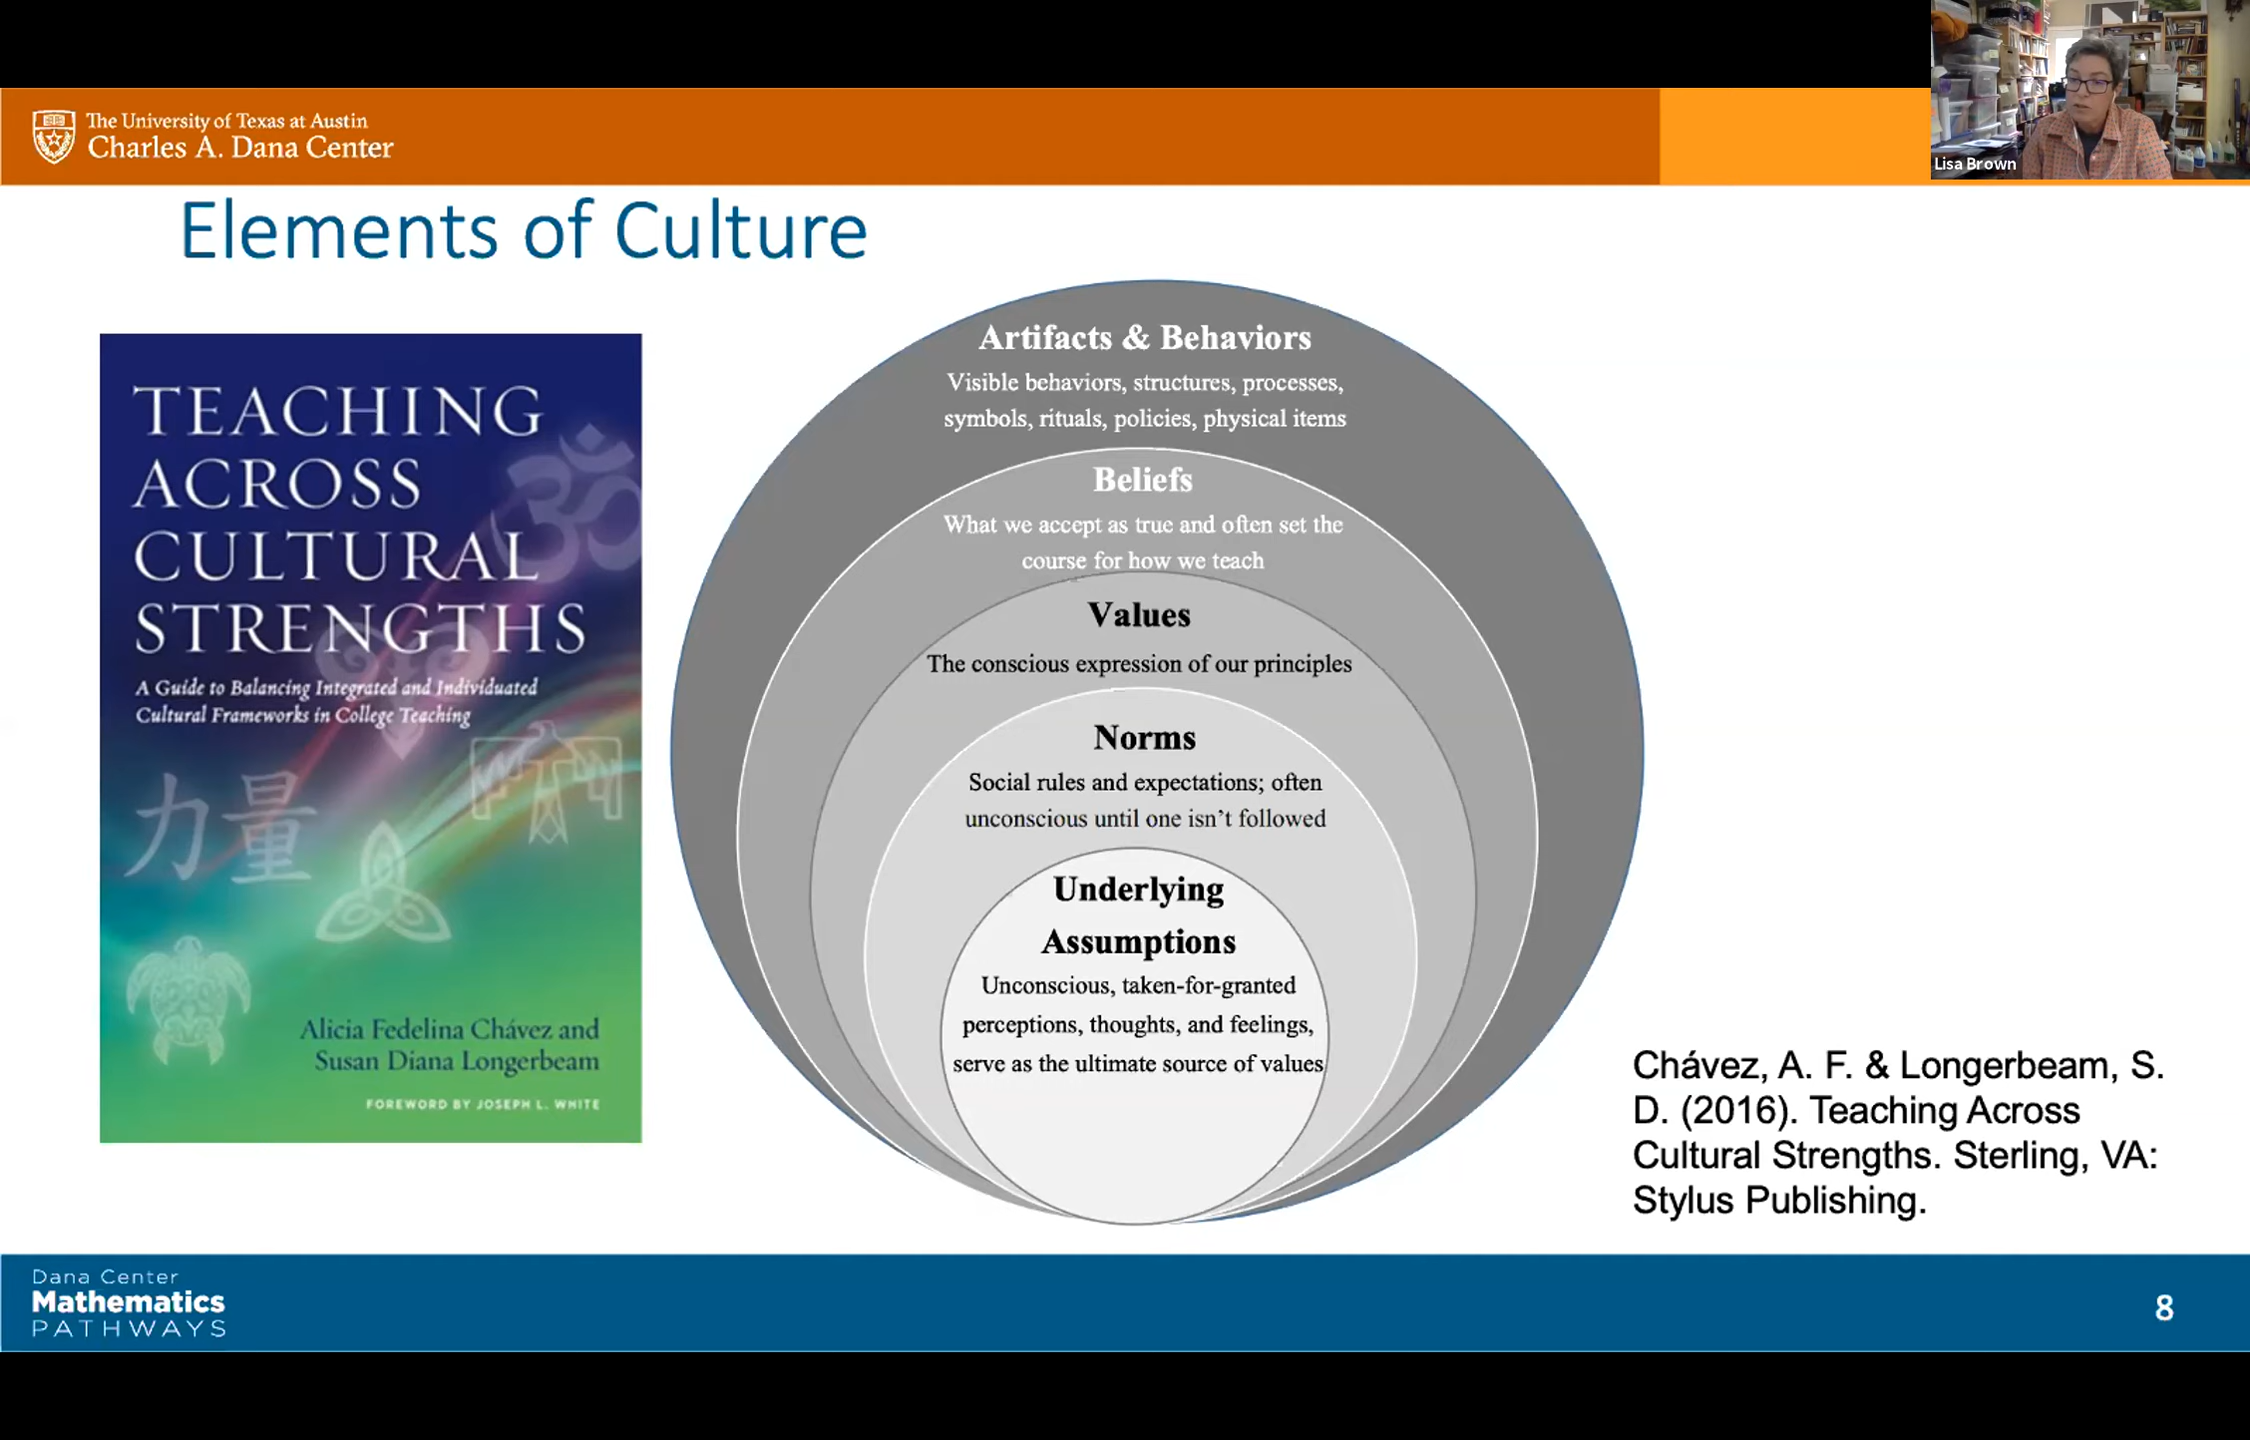 The University of Texas at Austin
Charles A. Dana Center
Lisa Brown
Elements of Culture
TEACHING
ACROSS
CULTURAL
STRENGTHS
A Guide to Balancing Integrated and Individuated
Cultural Frameworks in College Teaching
力量
Alicia Fedelina Chávez and
Susan Diana Longerbeam
FOREWORD BY JOSEPH L. WHITE
Artifacts & Behaviors
Visible behaviors, structures, processes,
symbols, rituals, policies, physical items
Beliefs
What we accept as true and often set the
course for how we teach
Values
The conscious expression of our principles
Norms
Social rules and expectations; often
unconscious until one isn't followed
Underlying
Assumptions
Unconscious, taken-for-granted
perceptions, thoughts, and feelings,
serve as the ultimate source of values
Chávez, A. F. & Longerbeam, S.
D. (2016). Teaching Across
Cultural Strengths. Sterling, VA:
Stylus Publishing.
Dana Center
Mathematics
PATHWAYS
8